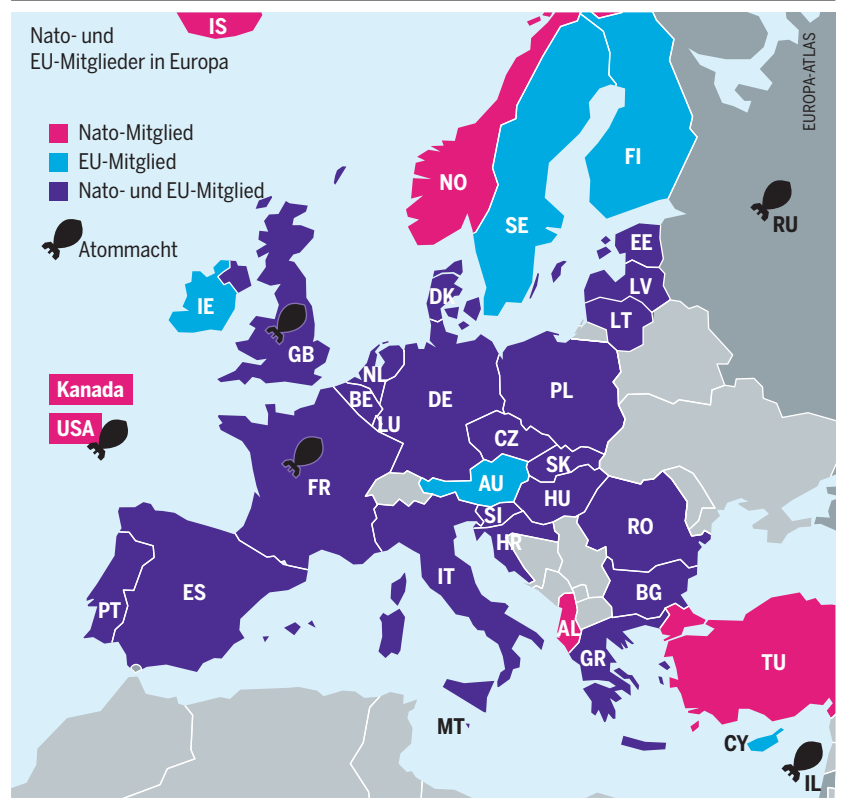 IS
Nato- und
EU-Mitglieder in Europa
EUROPA-ATLAS
Nato-Mitglied
EU-Mitglied
Nato- und EU-Mitglied
Atommacht
NO
FI
SE
RU
EE
LV
LT
IE
DK
GB
NL
BE
LU
DE
PL
Kanada
USA
CZ
SK
AU
HU
FR
SI
HR
RO
IT
BG
PT
ES
AL
GR
TU
MT
CY
IL